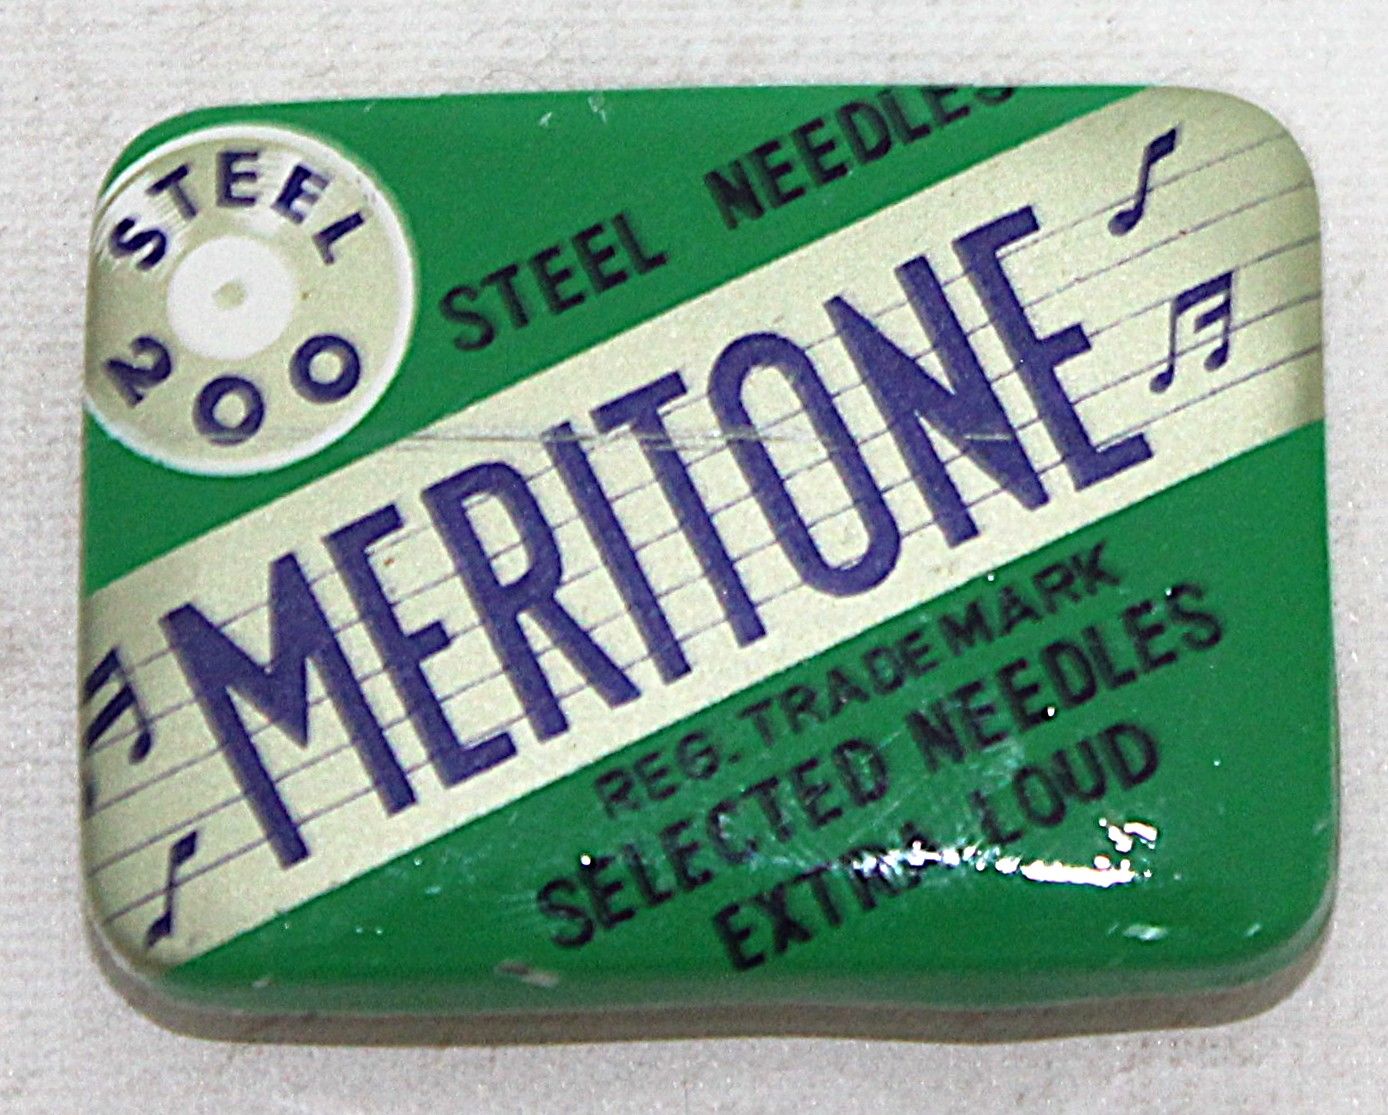 STEEL
200
STEEL NEEDLES
MERITONE
REG. TRADE MARK
SELECTED NEEDLES
EXTRA LOUD